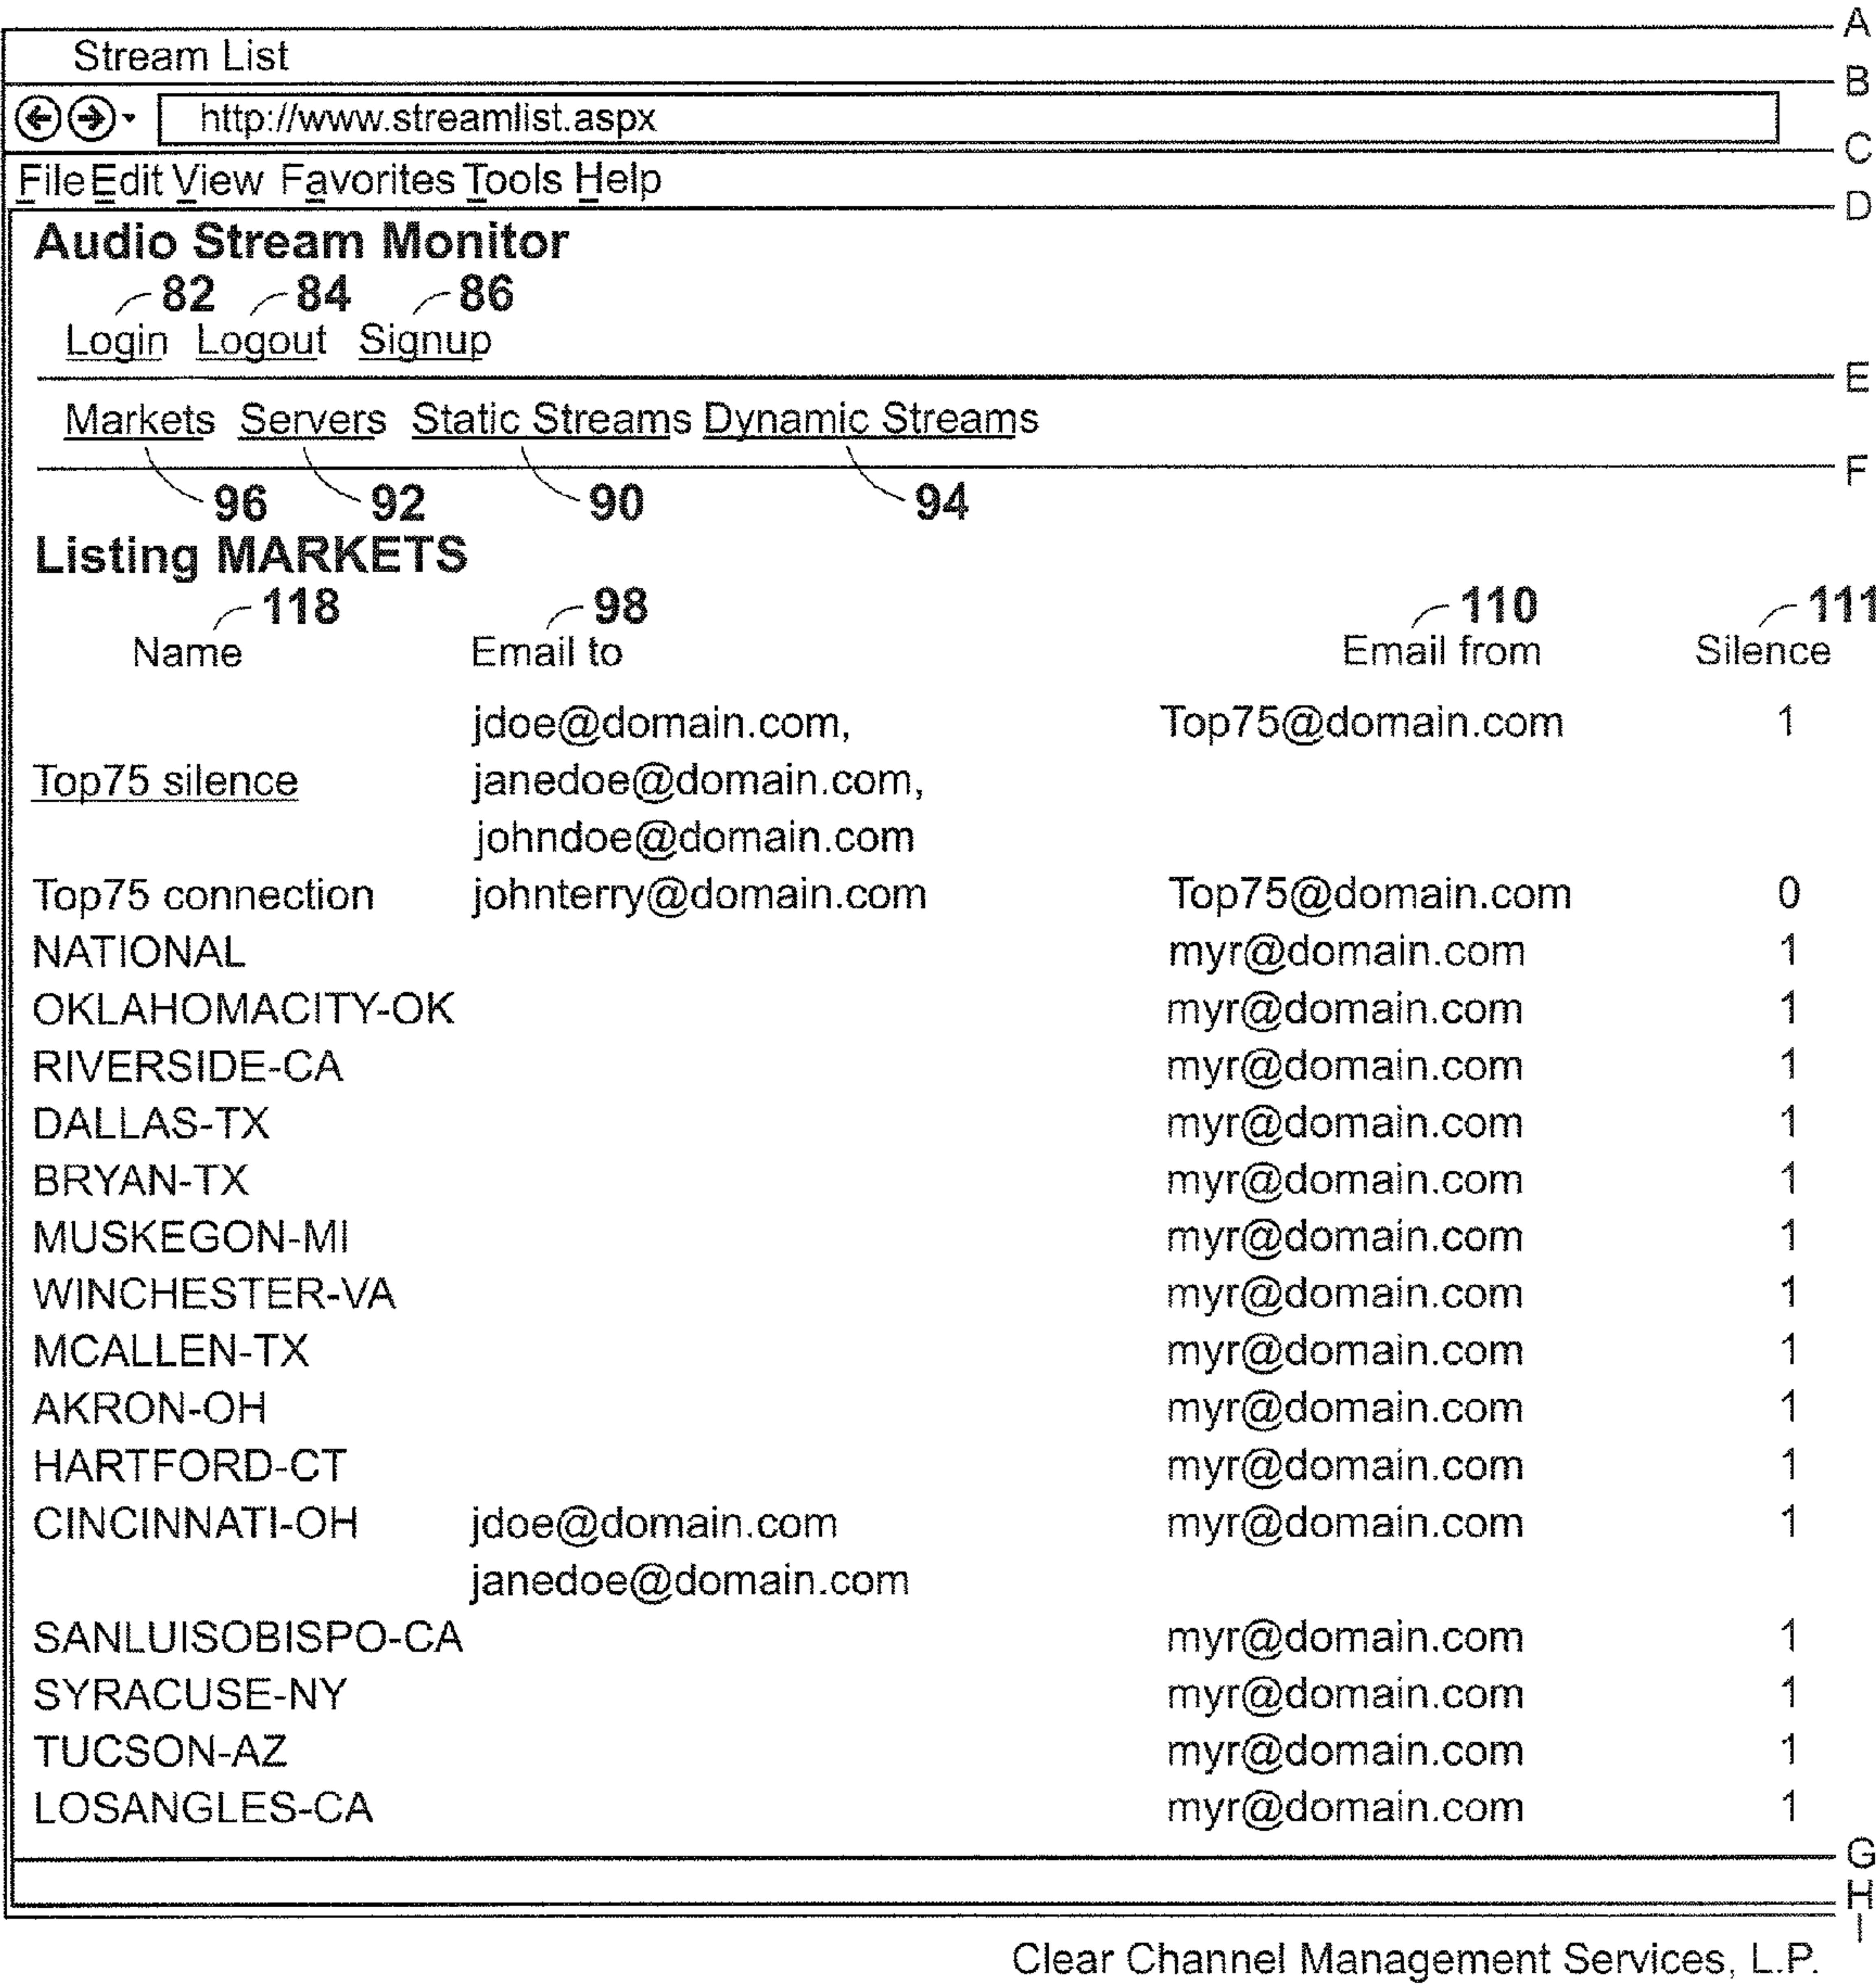 A
Stream List
B
http://www.streamlist.aspx
C
File Edit View Favorites Tools Help
D
Audio Stream Monitor
82 84 86
Login Logout Signup
E
Markets Servers Static Streams Dynamic Streams
F
96 92 90 94
Listing MARKETS
118 98 110 111
Name Email to Email from Silence
jdoe@domain.com, Top75@domain.com 1
Top75 silence janedoe@domain.com,
johndoe@domain.com
Top75 connection johnterry@domain.com Top75@domain.com 0
NATIONAL myr@domain.com 1
OKLAHOMACITY-OK myr@domain.com 1
RIVERSIDE-CA myr@domain.com 1
DALLAS-TX myr@domain.com 1
BRYAN-TX myr@domain.com 1
MUSKEGON-MI myr@domain.com 1
WINCHESTER-VA myr@domain.com 1
MCALLEN-TX myr@domain.com 1
AKRON-OH myr@domain.com 1
HARTFORD-CT myr@domain.com 1
CINCINNATI-OH jdoe@domain.com myr@domain.com 1
janedoe@domain.com
SANLUISOBISPO-CA myr@domain.com 1
SYRACUSE-NY myr@domain.com 1
TUCSON-AZ myr@domain.com 1
LOSANGLES-CA myr@domain.com 1
G
H
I
Clear Channel Management Services, L.P.